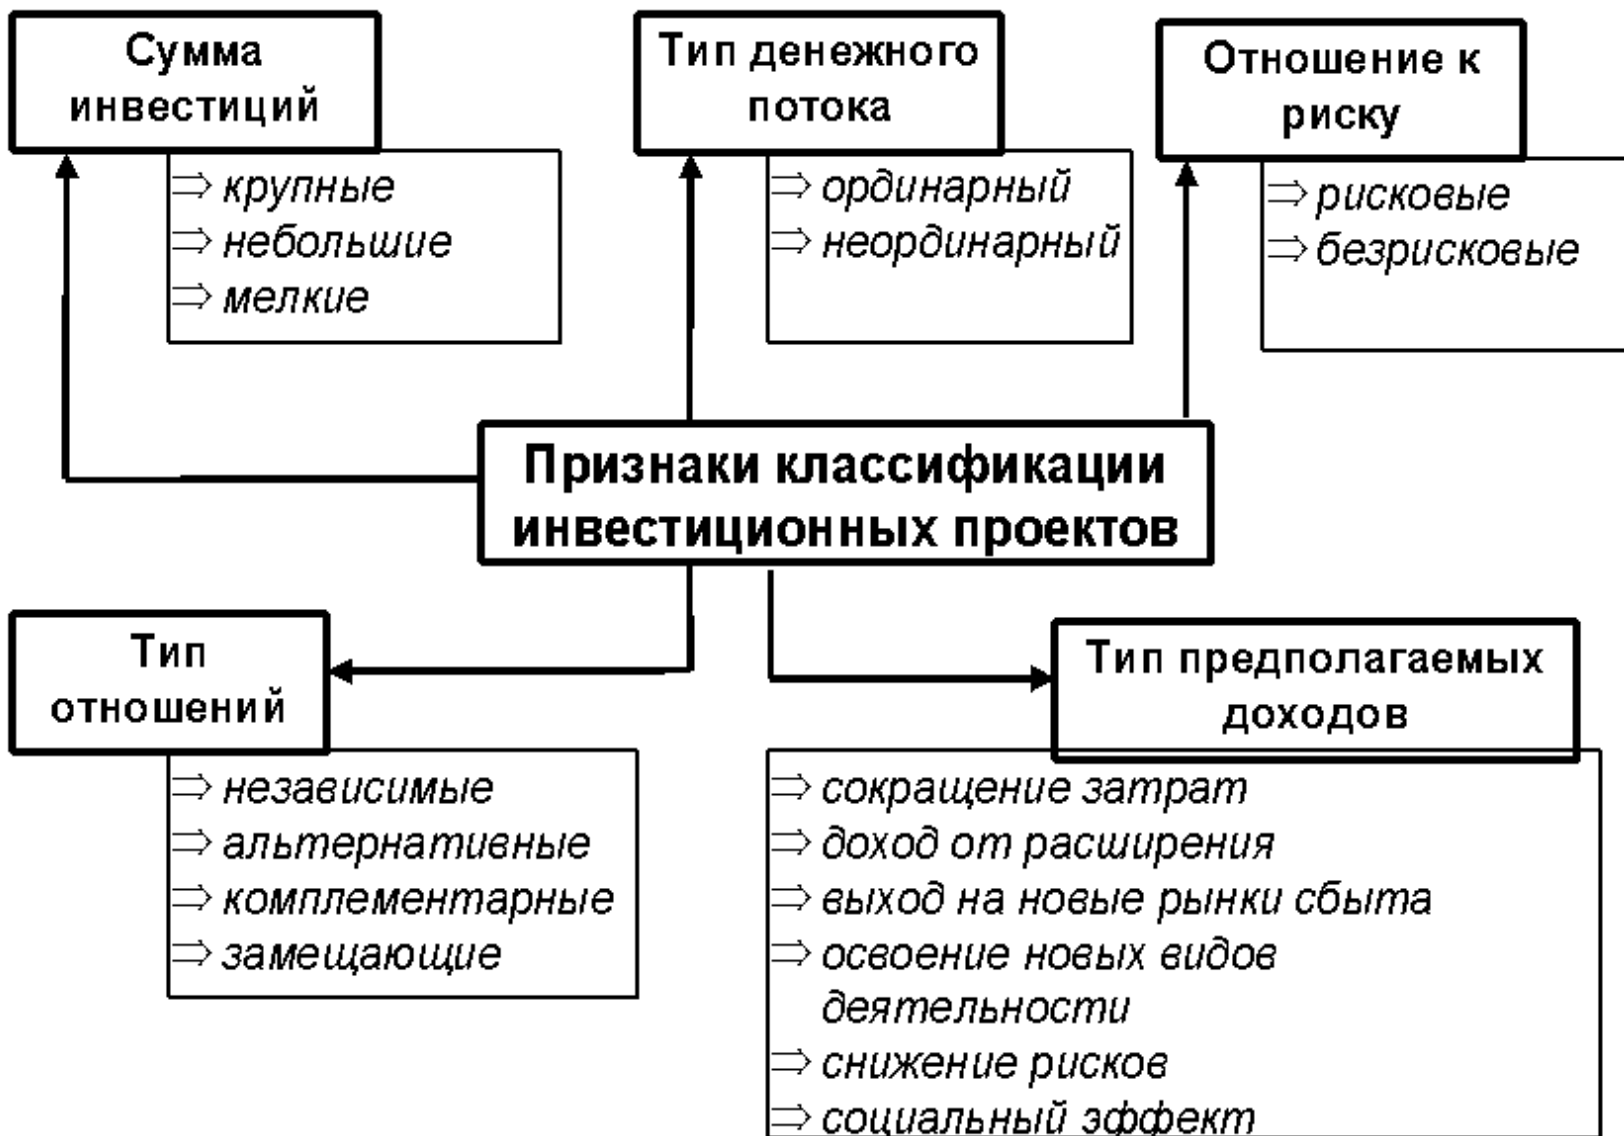 Сумма
инвестиций
крупные
небольшие
мелкие
Тип денежного
потока
ординарный
неординарный
Отношение к
риску
рисковые
безрисковые
Признаки классификации
инвестиционных проектов
Тип
отношений
независимые
альтернативные
комплементарные
замещающие
Тип предполагаемых
доходов
сокращение затрат
доход от расширения
выход на новые рынки сбыта
освоение новых видов
деятельности
снижение рисков
социальный эффект